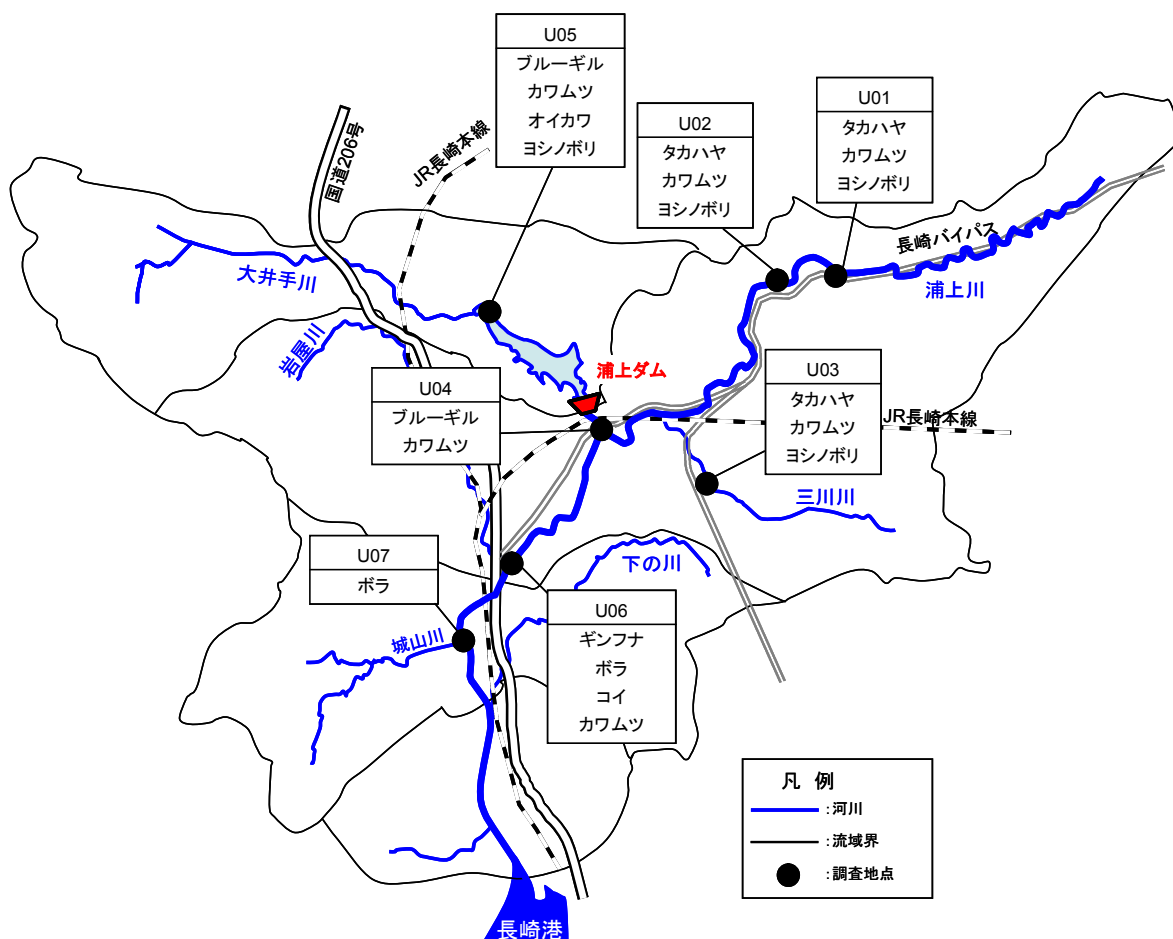 U05
ブルーギル
カワムツ
オイカワ
ヨシノボリ
U01
タカハヤ
カワムツ
ヨシノボリ
U02
タカハヤ
カワムツ
ヨシノボリ
国道206号
JR長崎本線
長崎バイパス
浦上川
大井手川
岩屋川
浦上ダム
U03
タカハヤ
カワムツ
ヨシノボリ
JR長崎本線
U04
ブルーギル
カワムツ
三川川
U07
ボラ
下の川
城山川
U06
ギンフナ
ボラ
コイ
カワムツ
凡 例
:河川
:流域界
:調査地点
長崎港